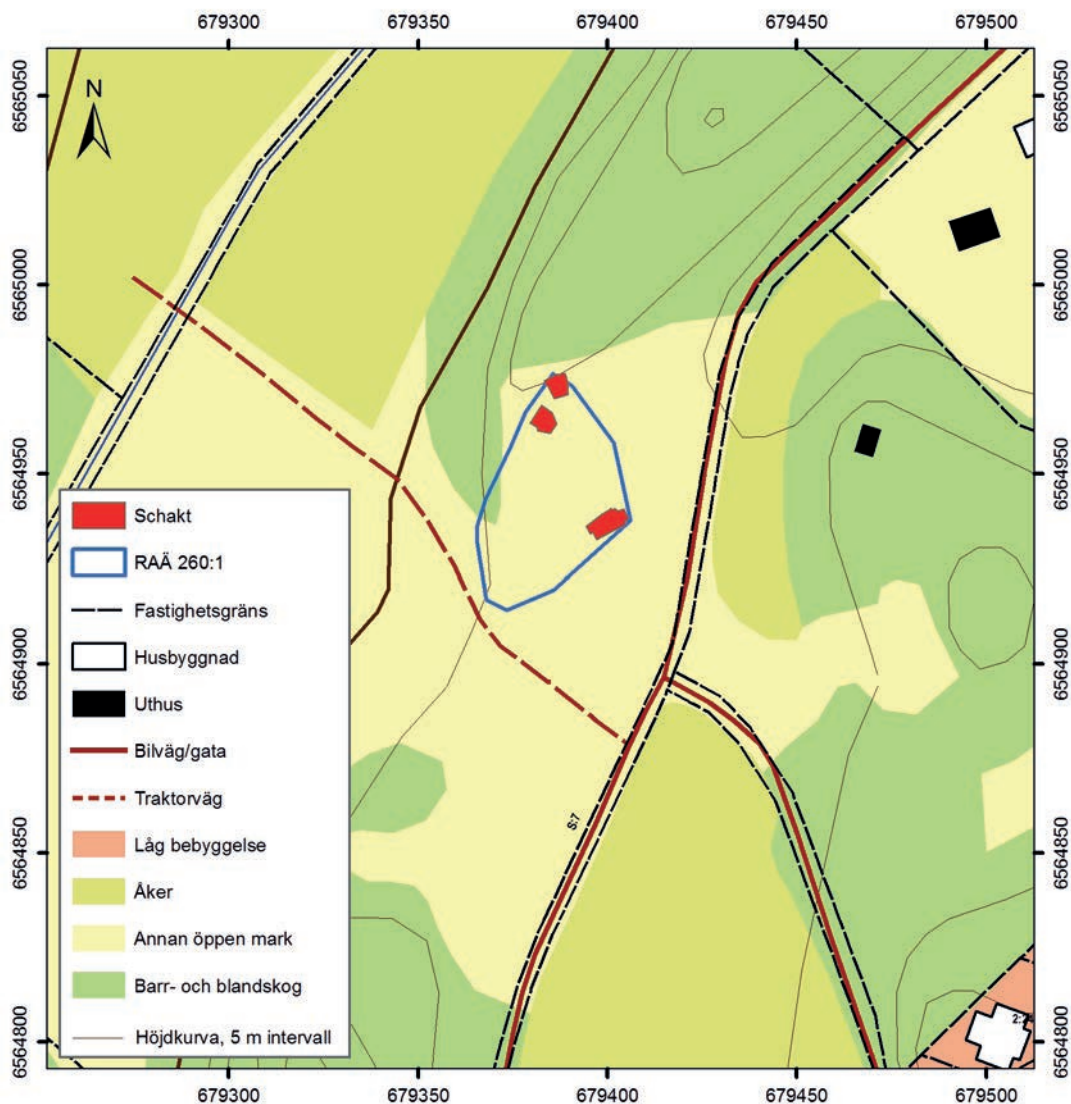 679300 679350 679400 679450 679500
6565050 6565050
N
6565000 6565000
6564950 6564950
Schakt
RAÄ 260:1
Fastighetsgräns
6564900 6564900
Husbyggnad
Uthus
Bilväg/gata
Traktorväg
S:7
Låg bebyggelse
6564850 6564850
Åker
Annan öppen mark
Barr- och blandskog
Höjdkurva, 5 m intervall
6564800 6564800
679300 679350 679400 679450 679500